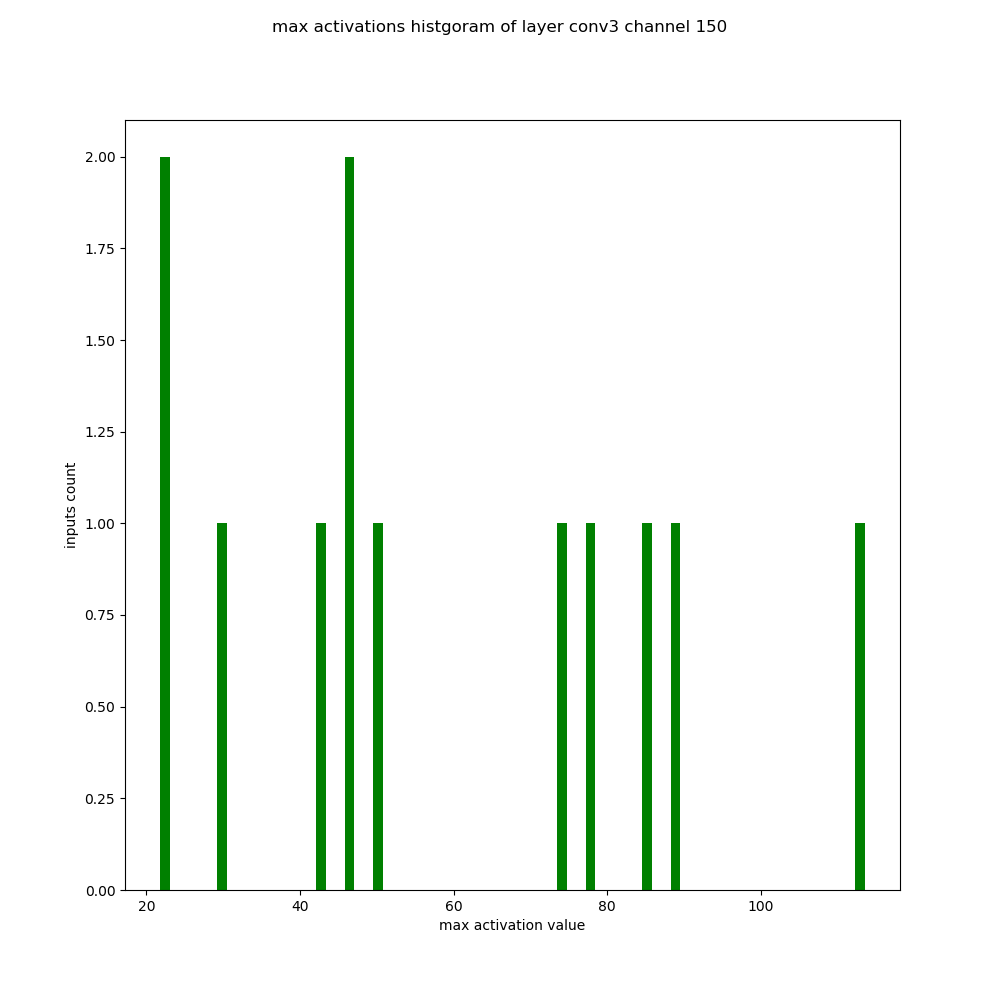 max activations histgoram of layer conv3 channel 150
2.00
1.75
1.50
1.25
1.00
0.75
0.50
0.25
0.00
inputs count
20 40 60 80 100
max activation value